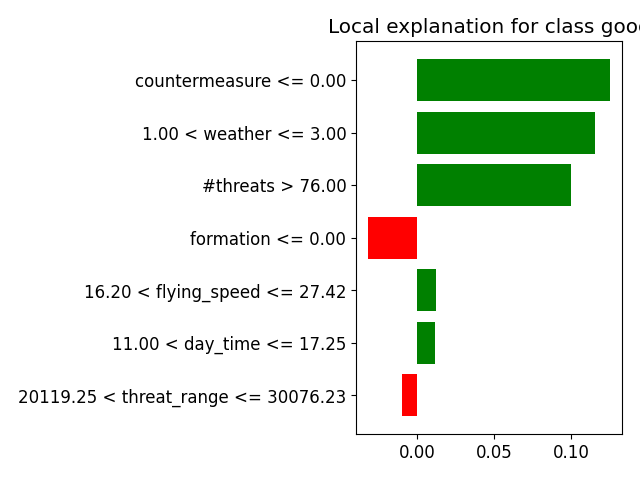 Local explanation for class goo
countermeasure <= 0.00
1.00 < weather <= 3.00
#threats > 76.00
formation <= 0.00
16.20 < flying_speed <= 27.42
11.00 < day_time <= 17.25
20119.25 < threat_range <= 30076.23
0.00 0.05 0.10